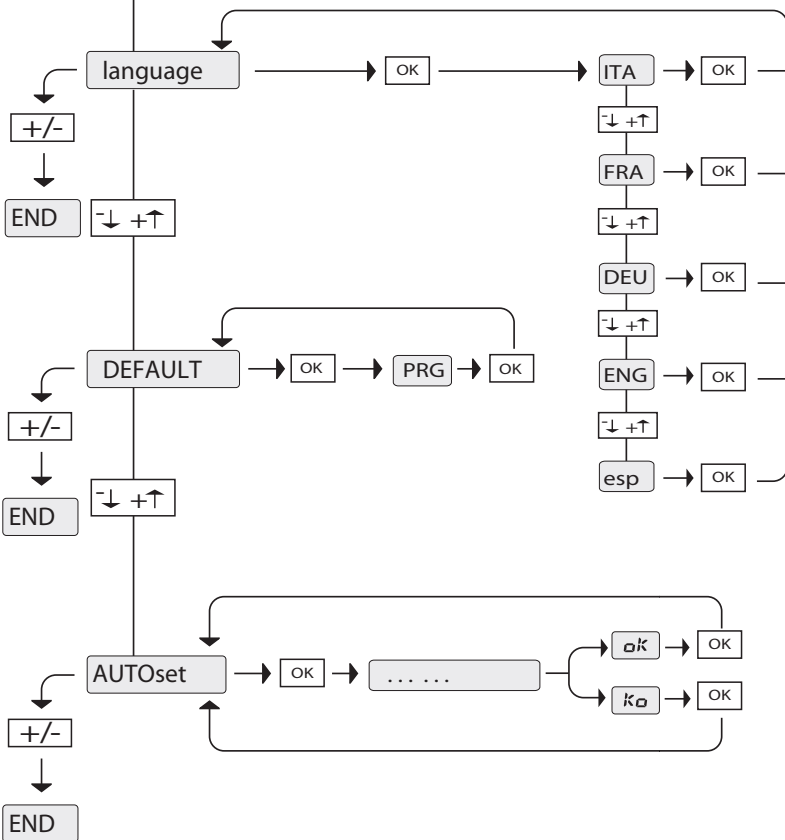 language OK ITA OK
-↓ +↑
+/-
FRA OK
END -↓ +↑
-↓ +↑
DEU OK
-↓ +↑
DEFAULT OK PRG OK
ENG OK
+/-
-↓ +↑
esp OK
END -↓ +↑
AUTOset OK ... ... ok OK
Ko OK
+/-
END